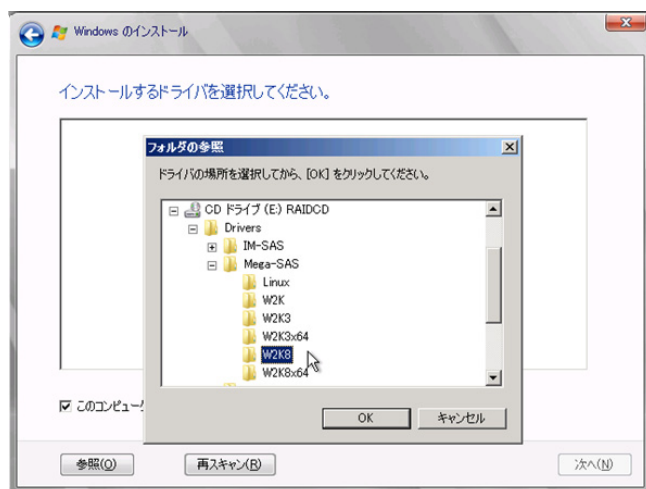 Windows のインストール
インストールするドライバを選択してください。
フォルダの参照
ドライバの場所を選択してから、[OK] をクリックしてください。
CD ドライブ (E:) RAIDCD
Drivers
IM-SAS
Mega-SAS
Linux
W2K
W2K3
W2K3x64
W2K8
W2K8x64
OK
キャンセル
このコンピュー
参照(O)
再スキャン(R)
次へ(N)